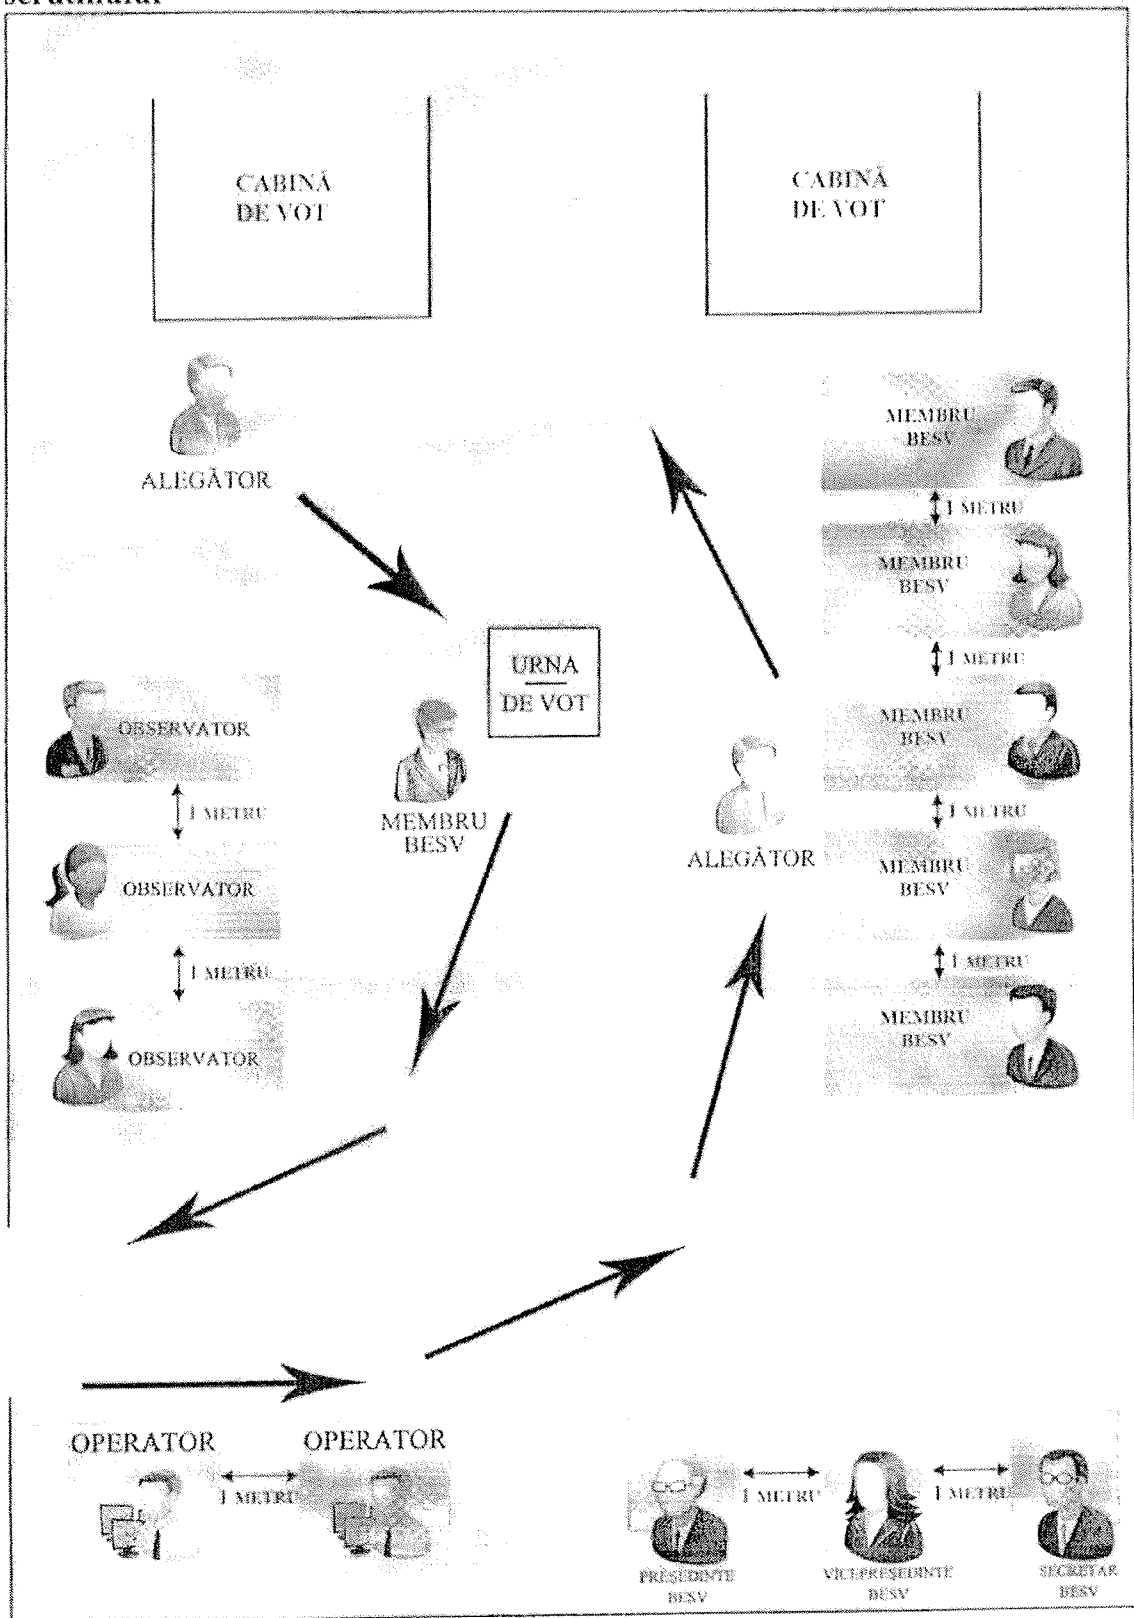 scrutinului
CABINĂ
DE VOT
CABINĂ
DE VOT
ALEGĂTOR
MEMBRU
BESV
1 METRU
MEMBRU
BESV
1 METRU
MEMBRU
BESV
1 METRU
MEMBRU
BESV
1 METRU
MEMBRU
BESV
URNA
DE VOT
MEMBRU
BESV
ALEGĂTOR
OBSERVATOR
1 METRU
OBSERVATOR
1 METRU
OBSERVATOR
OPERATOR
1 METRU
OPERATOR
1 METRU
1 METRU
PREȘEDINTE
BESV
VICEPREȘEDINTE
BESV
SECRETAR
BESV